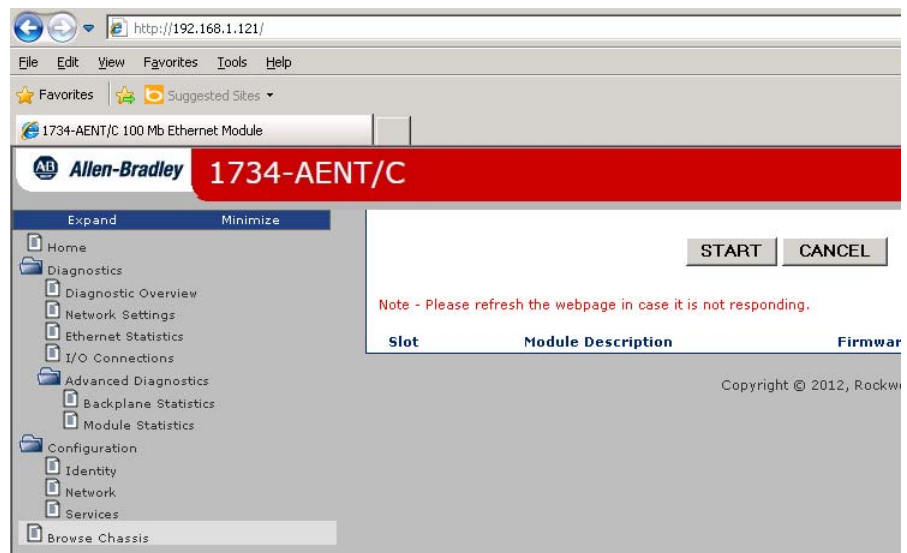 http://192.168.1.121/
File Edit View Favorites Tools Help
Favorites Suggested Sites
1734-AENT/C 100 Mb Ethernet Module
AB Allen-Bradley 1734-AENT/C
Expand Minimize
Home
Diagnostics
Diagnostic Overview
Network Settings
Ethernet Statistics
I/O Connections
Advanced Diagnostics
Backplane Statistics
Module Statistics
Configuration
Identity
Network
Services
Browse Chassis
START CANCEL
Note - Please refresh the webpage in case it is not responding.
Slot Module Description Firmwar
Copyright © 2012, Rockw